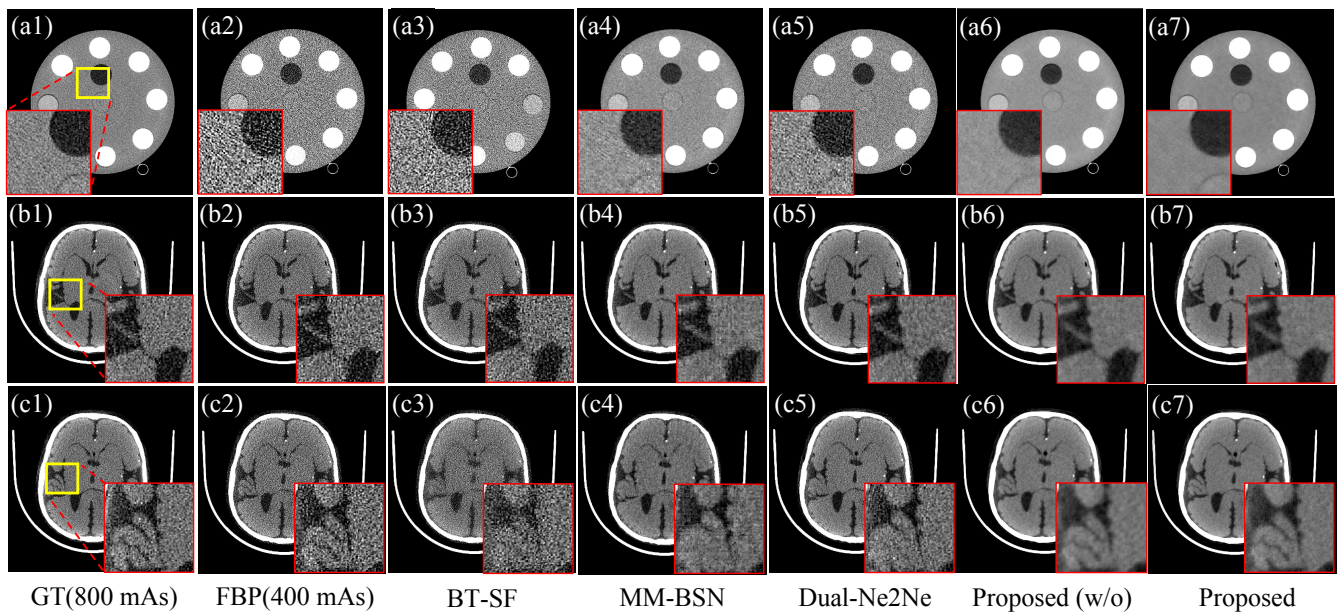 (a1) (a2) (a3) (a4) (a5) (a6) (a7)
(b1) (b2) (b3) (b4) (b5) (b6) (b7)
(c1) (c2) (c3) (c4) (c5) (c6) (c7)
GT(800 mAs) FBP(400 mAs) BT-SF MM-BSN Dual-Ne2Ne Proposed (w/o) Proposed